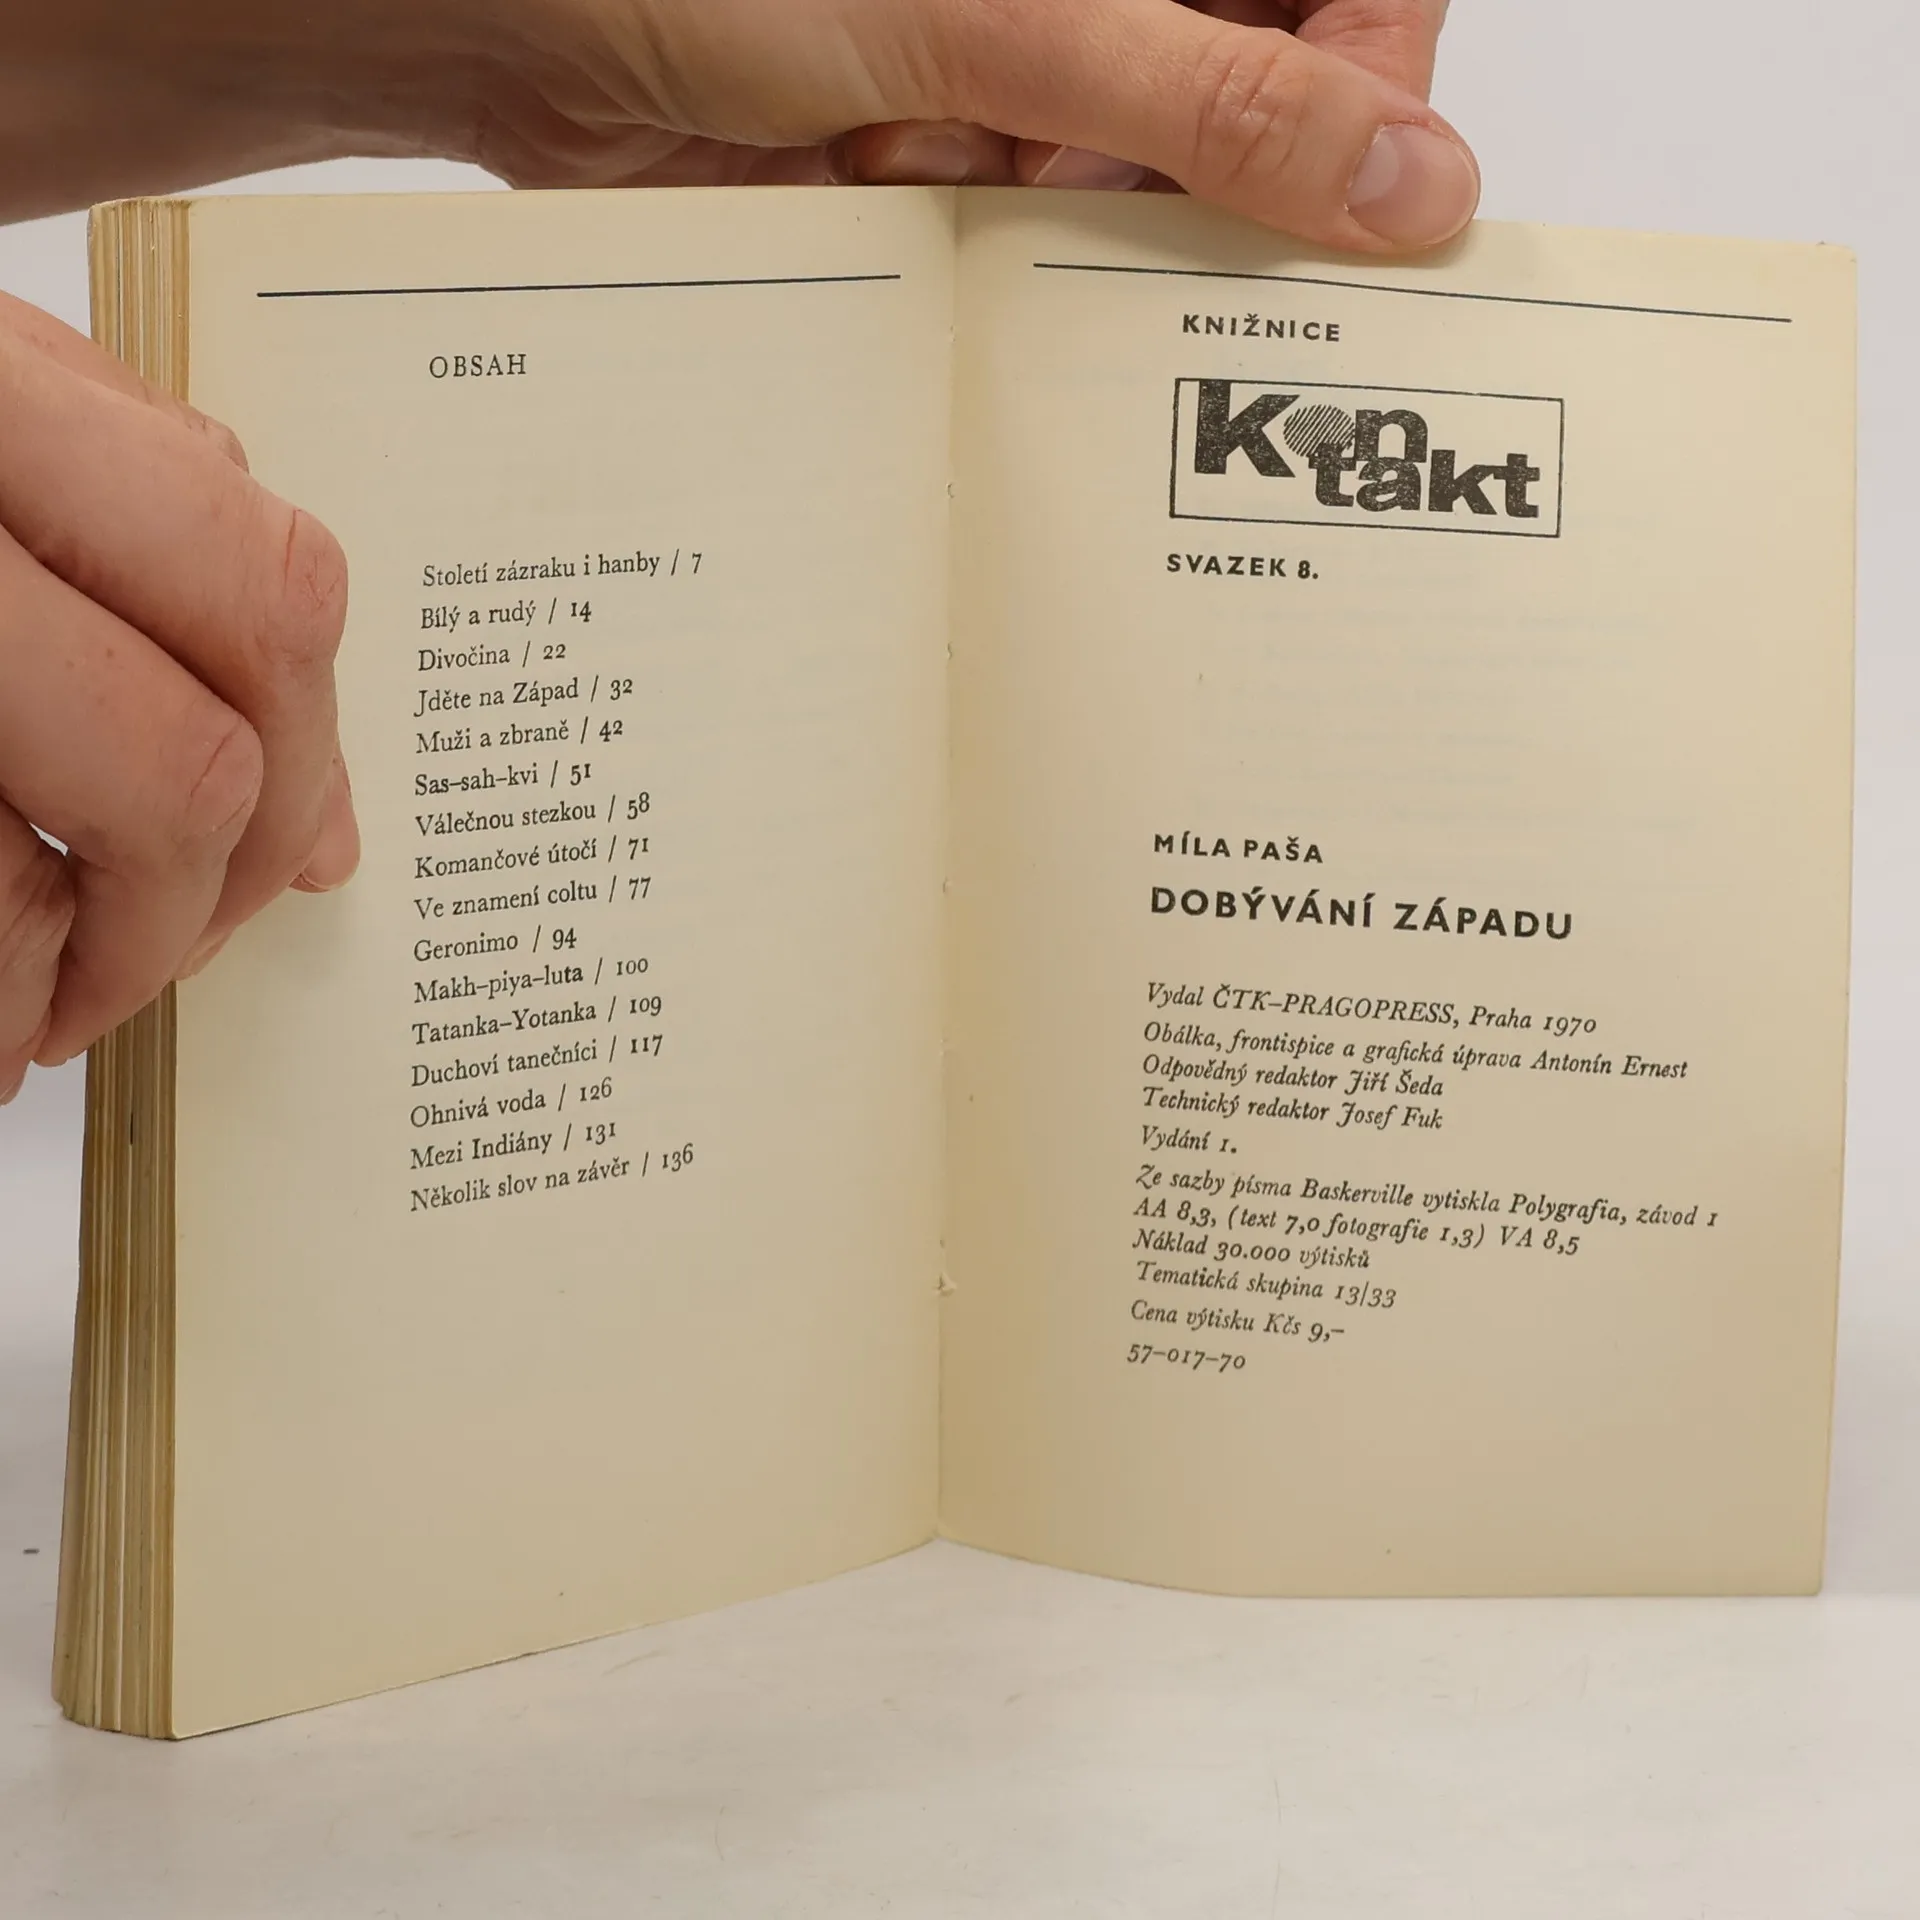 OBSAH
Století zázraku i hanby / 7
Bílý a rudý / 14
Divočina / 22
Jděte na Západ / 32
Muži a zbraně / 42
Sas–sah–kvi / 51
Válečnou stezkou / 58
Komančové útočí / 71
Ve znamení coltu / 77
Geronimo / 94
Makh–piya–luta / 100
Tatanka–Yotanka / 109
Duchoví tanečníci / 117
Ohnivá voda / 126
Mezi Indiány / 131
Několik slov na závěr / 136
KNIŽNICE
Kontakt
SVAZEK 8.
MÍLA PAŠA
DOBÝVÁNÍ ZÁPADU
Vydal ČTK–PRAGOPRESS, Praha 1970
Obálka, frontispice a grafická úprava Antonín Ernest
Odpovědný redaktor Jiří Šeda
Technický redaktor Josef Fuk
Vydání 1.
Ze sazby písma Baskerville vytiskla Polygrafia, závod 1
AA 8,3, (text 7,0 fotografie 1,3) VA 8,5
Náklad 30.000 výtisků
Tematická skupina 13/33
Cena výtisku Kčs 9,–
57–017–70